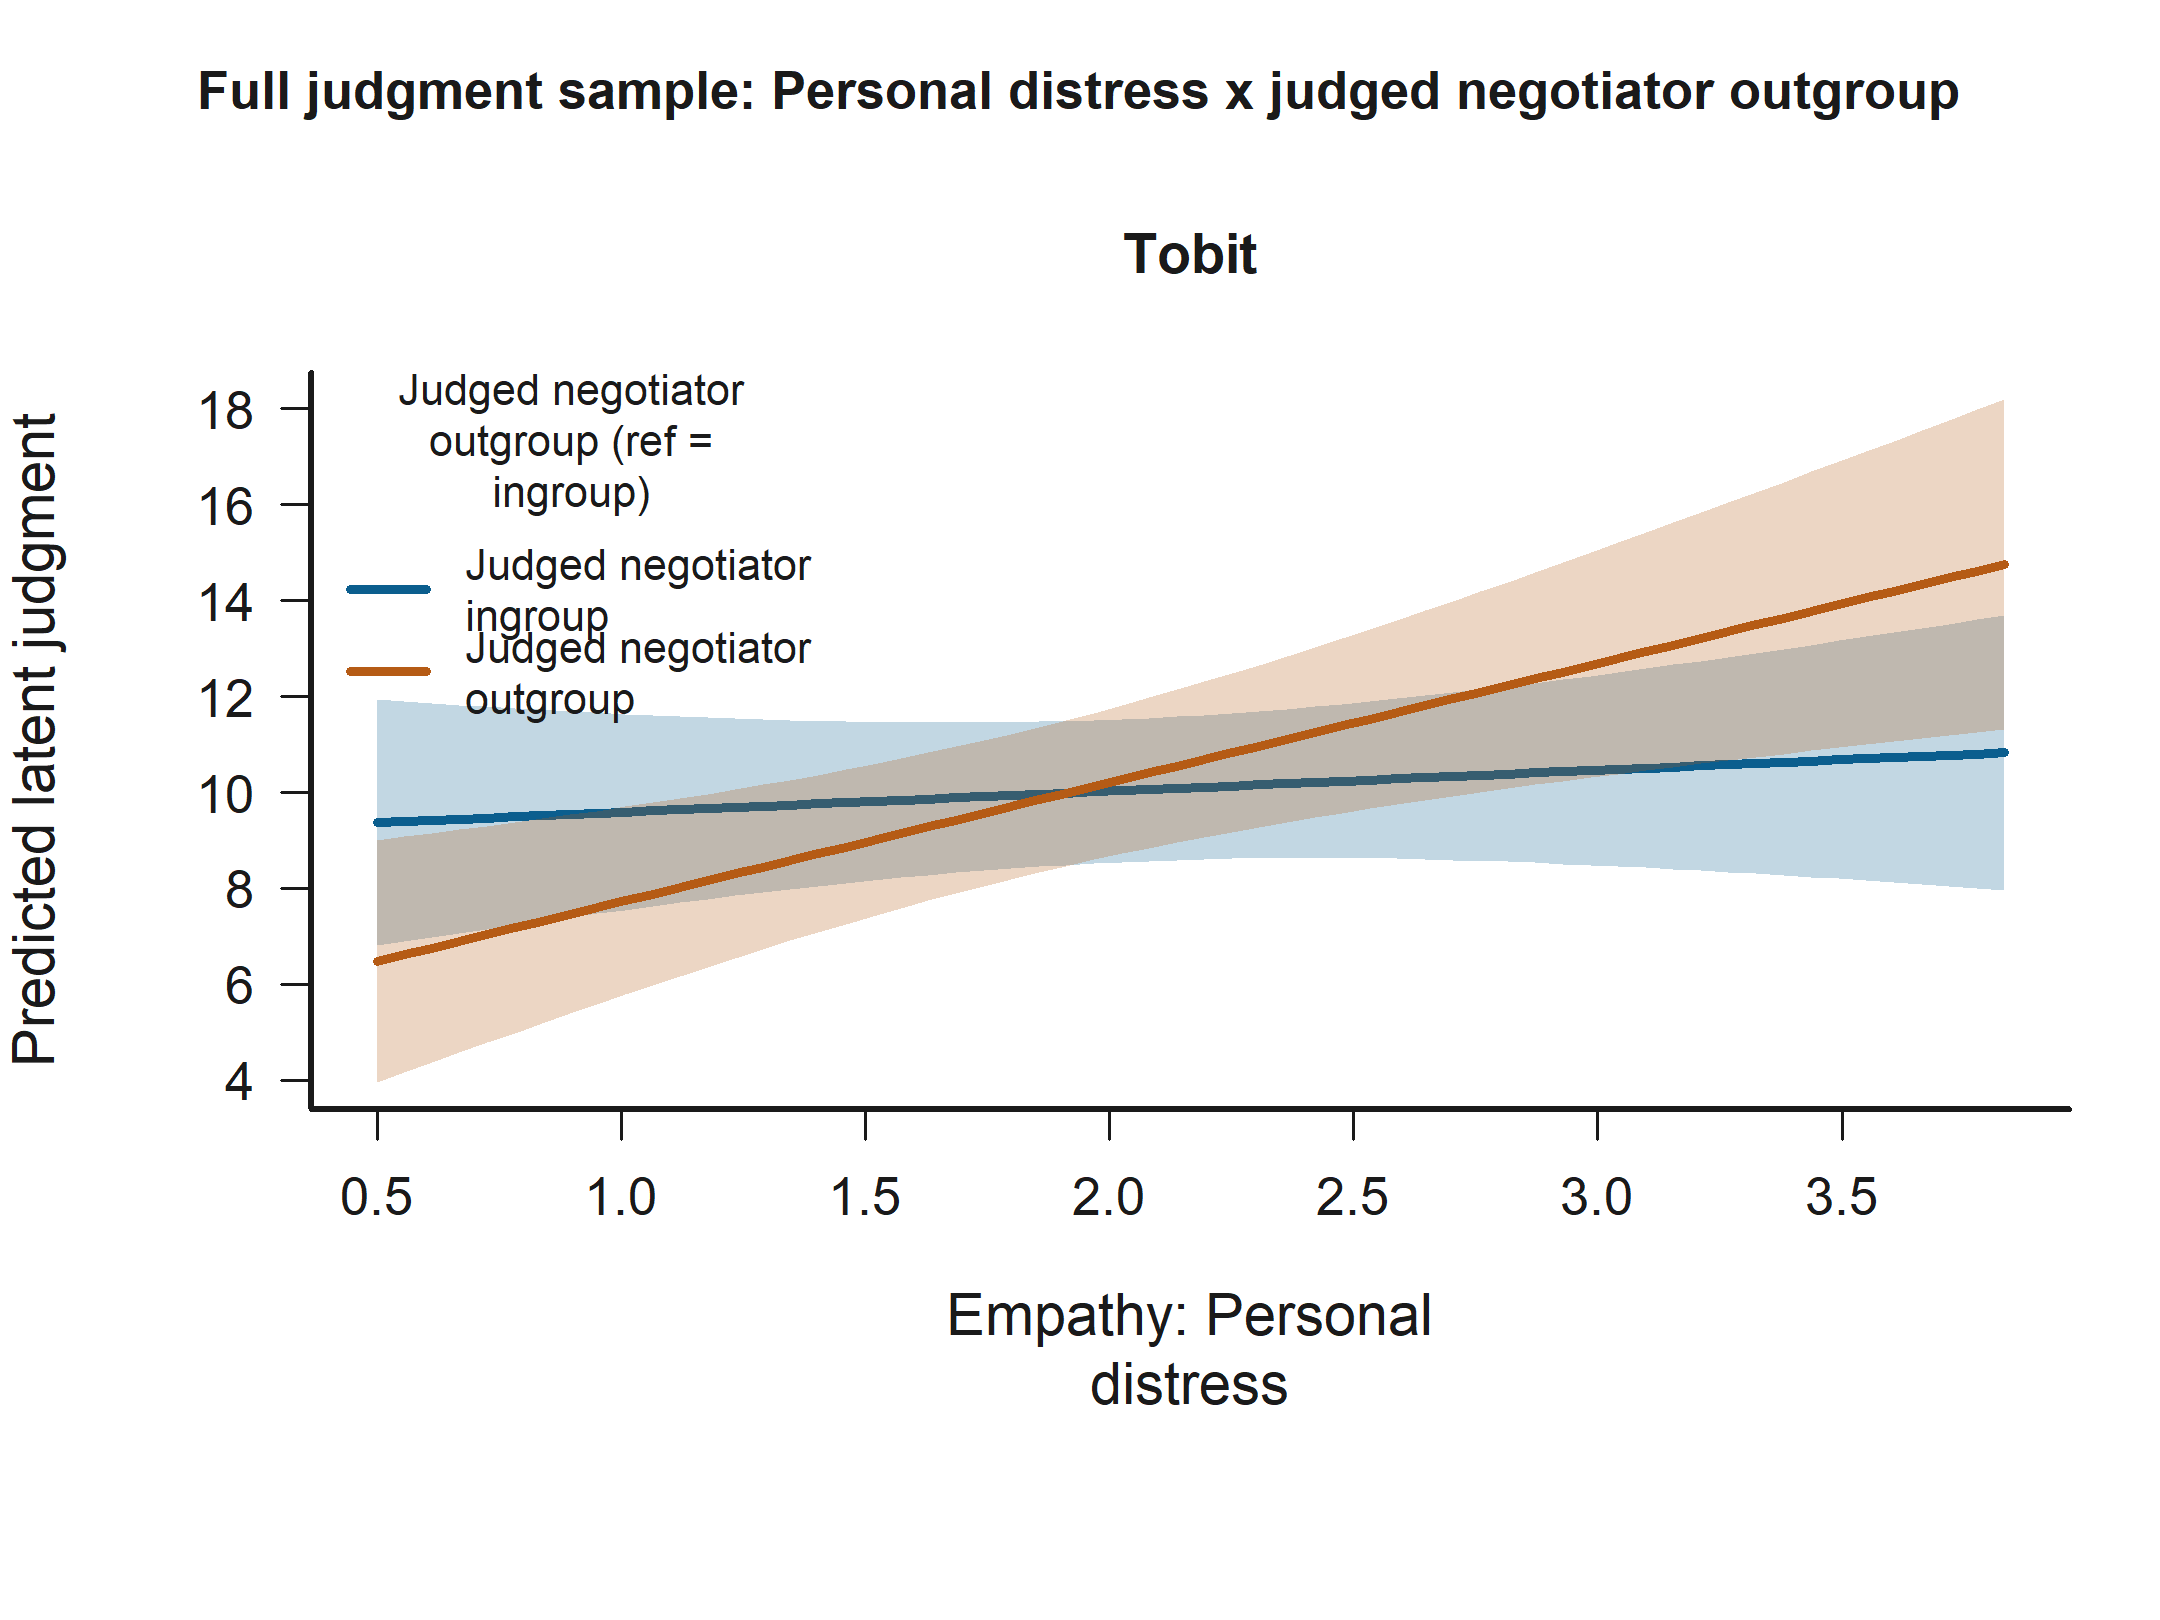 Full judgment sample: Personal distress x judged negotiator outgroup
Tobit
Judged negotiator
outgroup (ref =
ingroup)
Judged negotiator
ingroup
Judged negotiator
outgroup
Predicted latent judgment
18
16
14
12
10
8
6
4
0.5 1.0 1.5 2.0 2.5 3.0 3.5
Empathy: Personal
distress